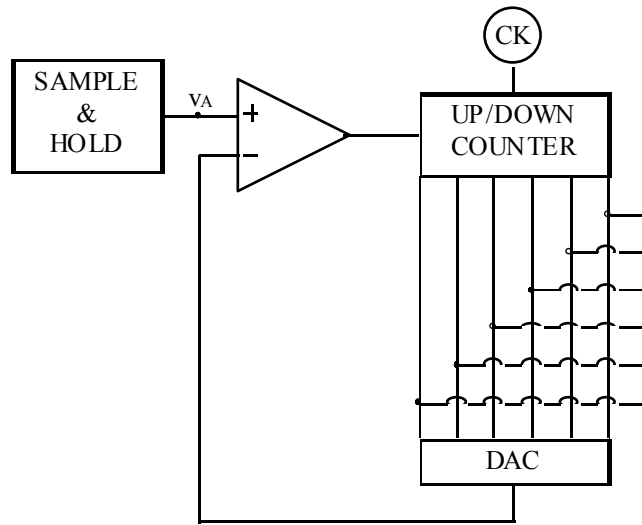 CK
SAMPLE
&
HOLD
VA
+
−
UP/DOWN
COUNTER
DAC